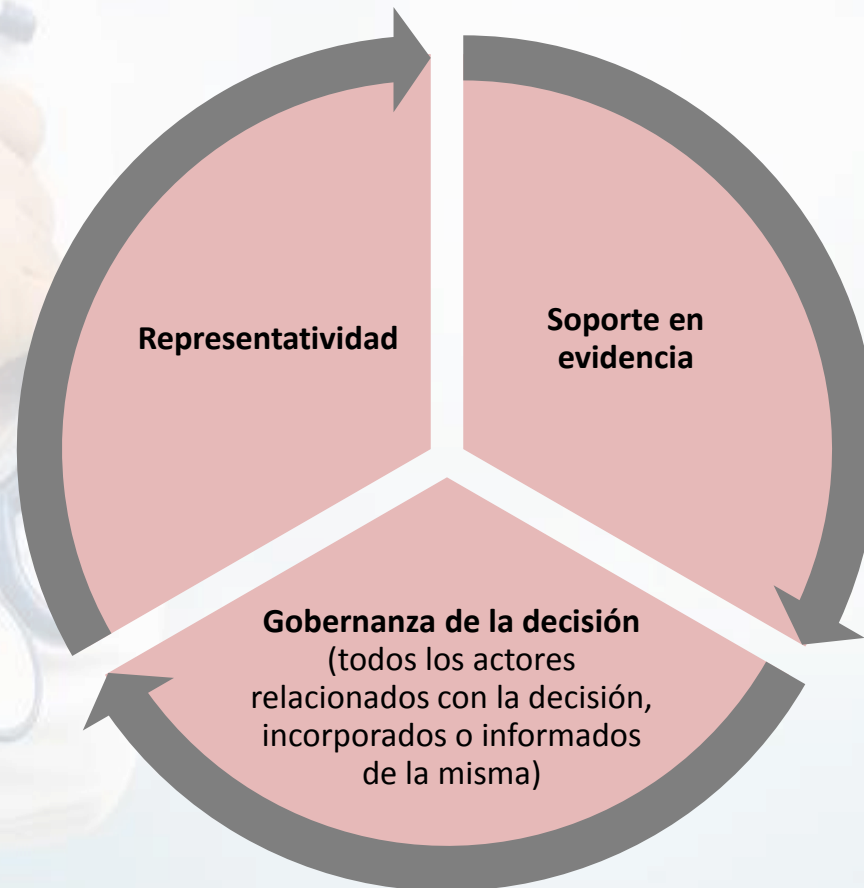 Representatividad
Soporte en
evidencia
Gobernanza de la decisión
(todos los actores
relacionados con la decisión,
incorporados o informados
de la misma)